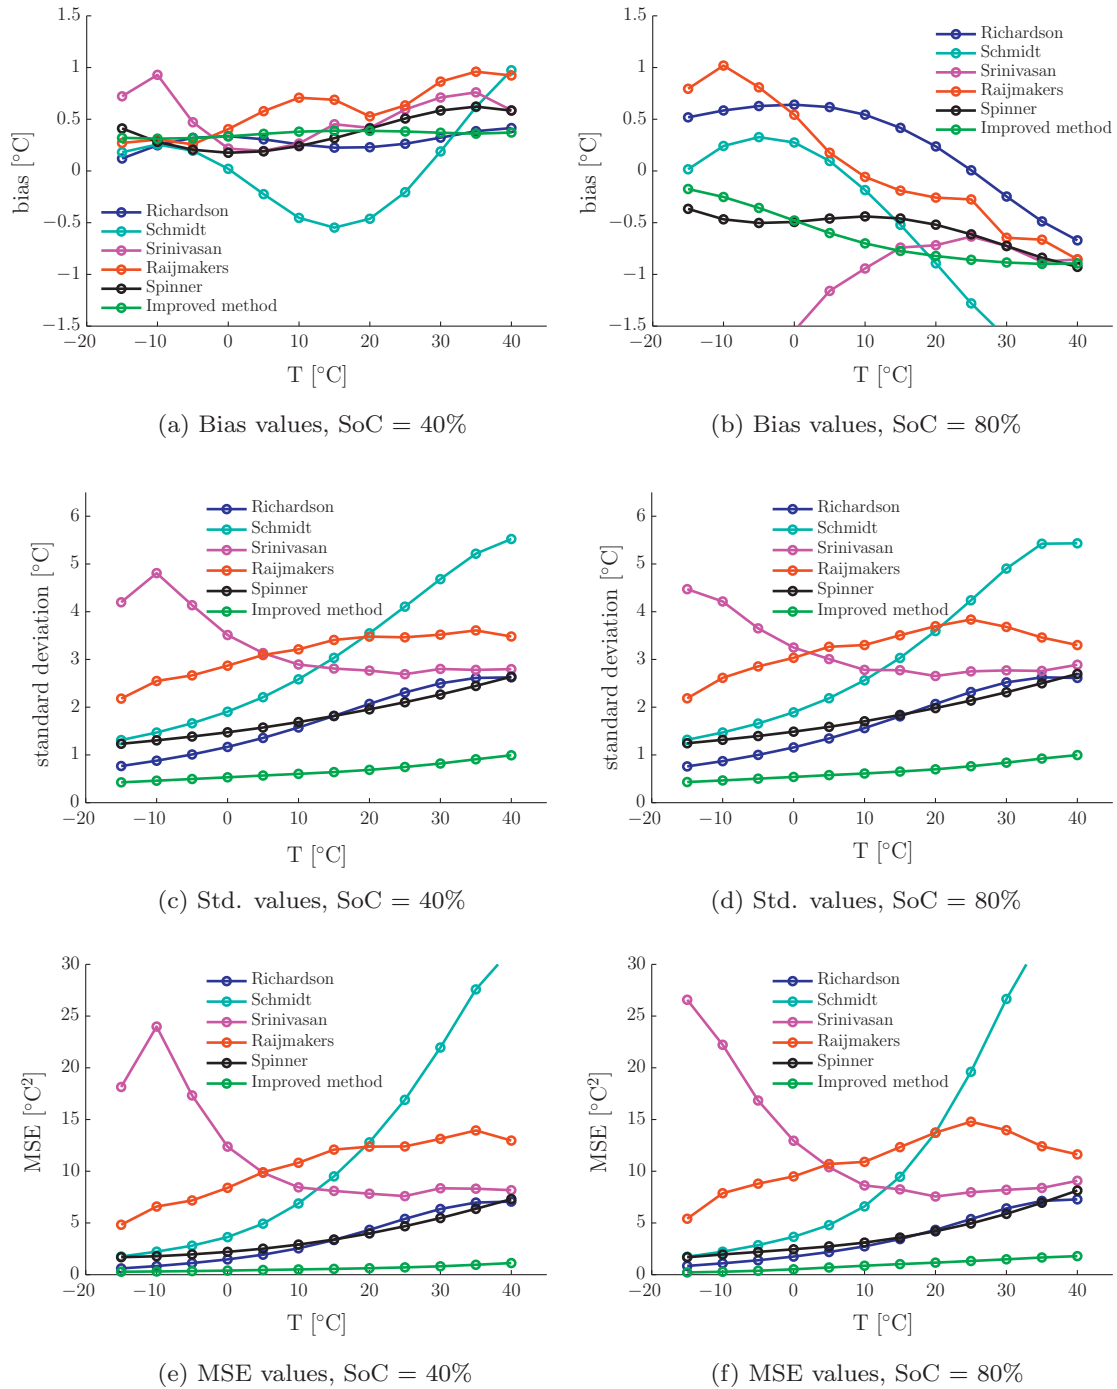 1.5
1
0.5
0
−0.5
−1
−1.5
bias [°C]
−20
−10
0
10
20
30
40
T [°C]
Richardson
Schmidt
Srinivasan
Raijmakers
Spinner
Improved method
(a) Bias values, SoC = 40%
1.5
1
0.5
0
−0.5
−1
−1.5
bias [°C]
−20
−10
0
10
20
30
40
T [°C]
Richardson
Schmidt
Srinivasan
Raijmakers
Spinner
Improved method
(b) Bias values, SoC = 80%
6
5
4
3
2
1
0
standard deviation [°C]
−20
−10
0
10
20
30
40
T [°C]
Richardson
Schmidt
Srinivasan
Raijmakers
Spinner
Improved method
(c) Std. values, SoC = 40%
6
5
4
3
2
1
0
standard deviation [°C]
−20
−10
0
10
20
30
40
T [°C]
Richardson
Schmidt
Srinivasan
Raijmakers
Spinner
Improved method
(d) Std. values, SoC = 80%
30
25
20
15
10
5
0
MSE [°C²]
−20
−10
0
10
20
30
40
T [°C]
Richardson
Schmidt
Srinivasan
Raijmakers
Spinner
Improved method
(e) MSE values, SoC = 40%
30
25
20
15
10
5
0
MSE [°C²]
−20
−10
0
10
20
30
40
T [°C]
Richardson
Schmidt
Srinivasan
Raijmakers
Spinner
Improved method
(f) MSE values, SoC = 80%